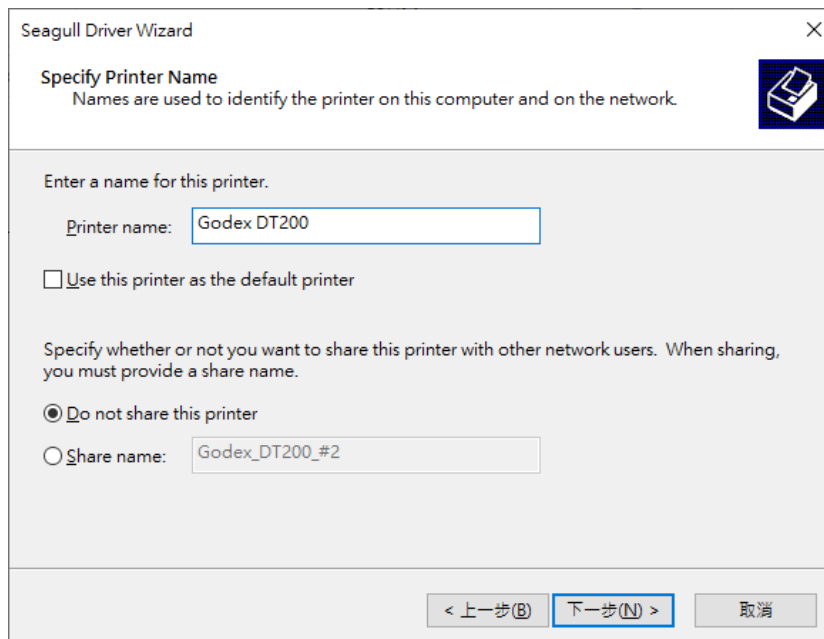 Seagull Driver Wizard
Specify Printer Name
Names are used to identify the printer on this computer and on the network.
Enter a name for this printer.
Printer name: Godex DT200
Use this printer as the default printer
Specify whether or not you want to share this printer with other network users. When sharing,
you must provide a share name.
Do not share this printer
Share name: Godex_DT200_#2
< 上一步(B) 下一步(N) > 取消